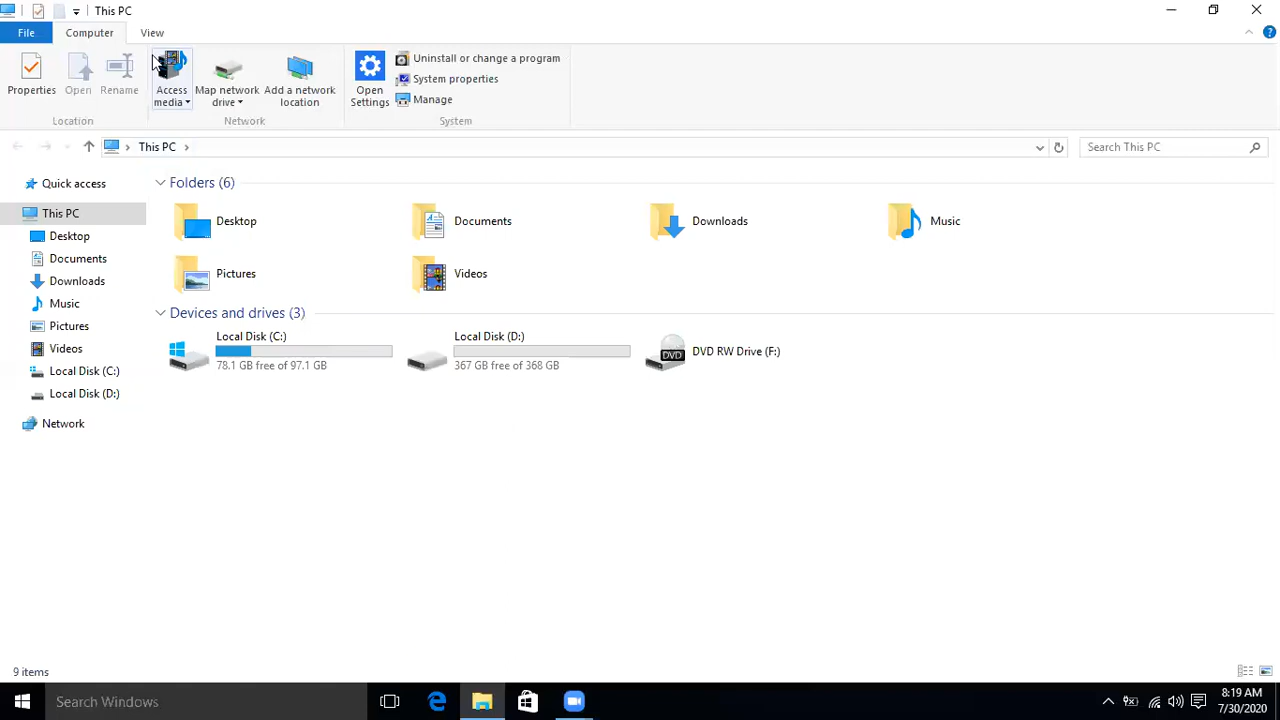 This PC
File
Computer
View
Properties
Open
Rename
Access media
Map network drive
Add a network location
Open Settings
Uninstall or change a program
System properties
Manage
Location
Network
System
This PC
Search This PC
Quick access
This PC
Desktop
Documents
Downloads
Music
Pictures
Videos
Local Disk (C:)
Local Disk (D:)
Network
Folders (6)
Desktop
Documents
Downloads
Music
Pictures
Videos
Devices and drives (3)
Local Disk (C:)
78.1 GB free of 97.1 GB
Local Disk (D:)
367 GB free of 368 GB
DVD
DVD RW Drive (F:)
9 items
Search Windows
8:19 AM
7/30/2020